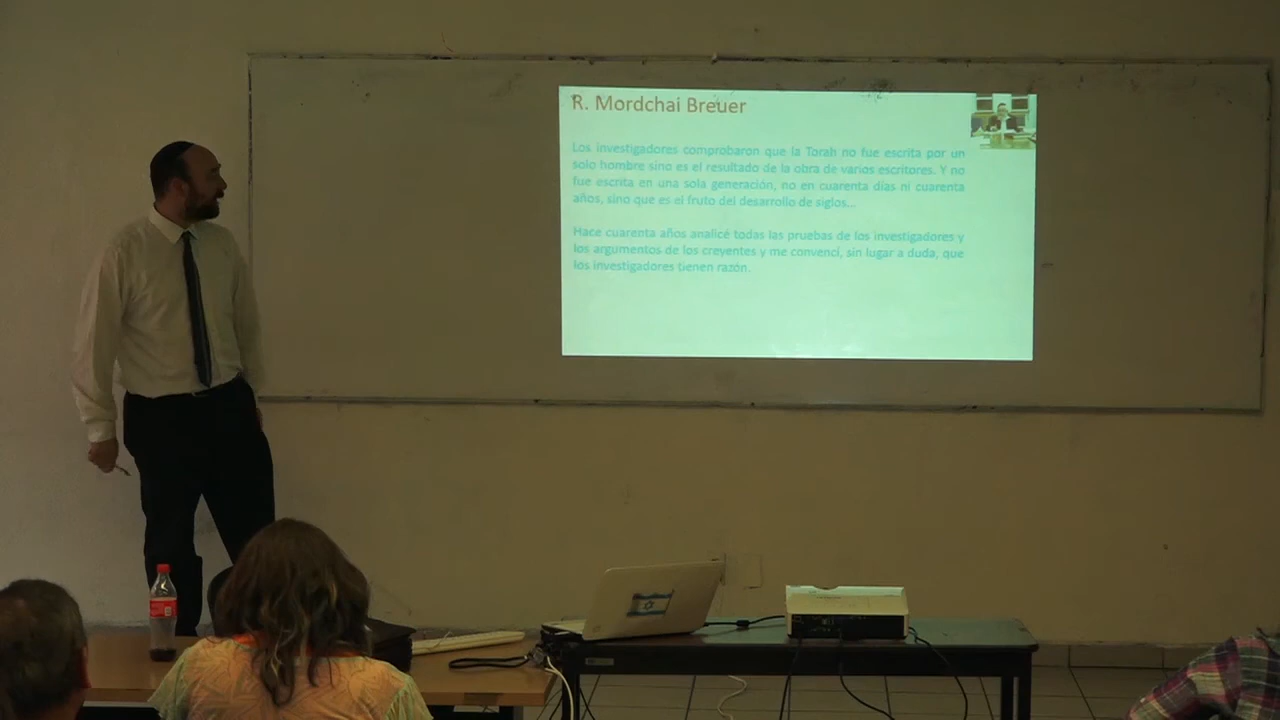 R. Mordchai Breuer
Los investigadores comprobaron que la Torah no fue escrita por un
solo hombre sino es el resultado de la obra de varios escritores. Y no
fue escrita en una sola generación, no en cuarenta días ni cuarenta
años, sino que es el fruto del desarrollo de siglos...
Hace cuarenta años analicé todas las pruebas de los investigadores y
los argumentos de los creyentes y me convencí, sin lugar a duda, que
los investigadores tienen razón.